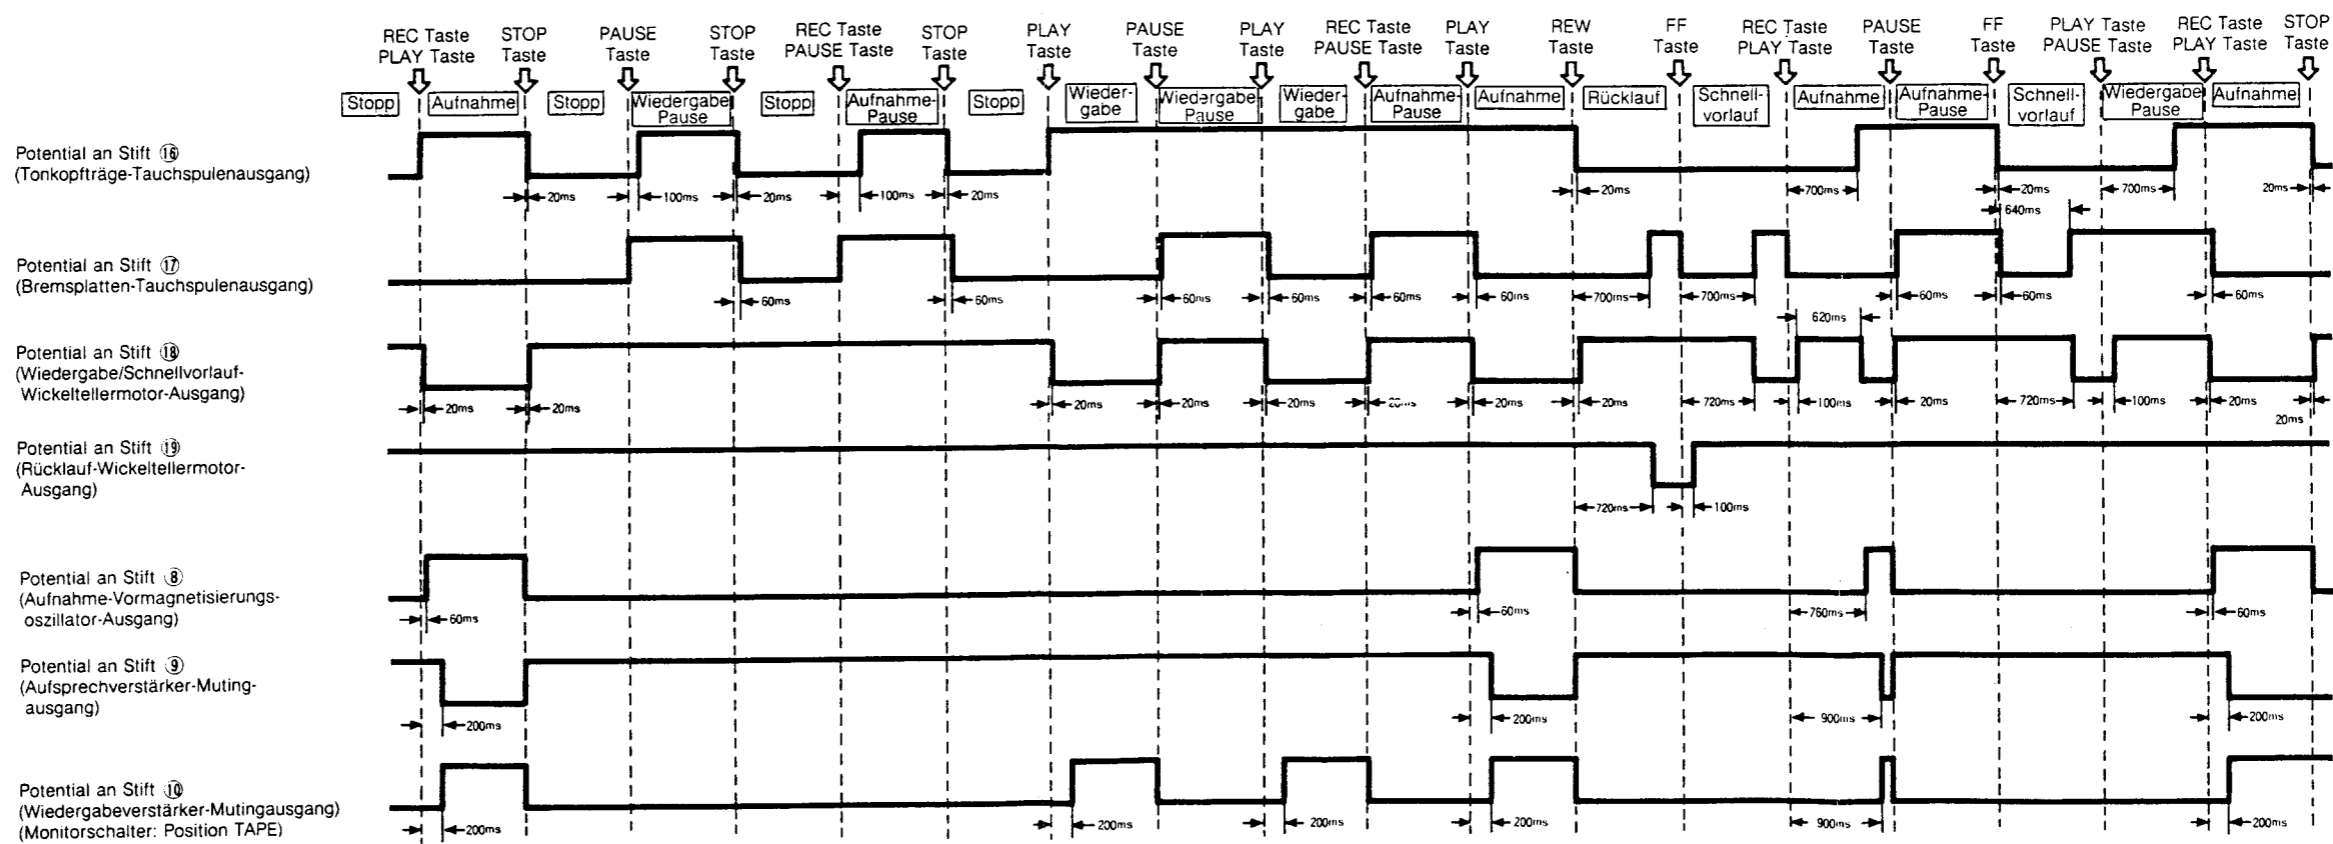 REC Taste
PLAY Taste
STOP
Taste
PAUSE
Taste
STOP
Taste
REC Taste
PAUSE Taste
STOP
Taste
PLAY
Taste
PAUSE
Taste
PLAY
Taste
REC Taste
PAUSE Taste
PLAY
Taste
REW
Taste
FF
Taste
REC Taste
PLAY Taste
PAUSE
Taste
FF
Taste
PLAY Taste
PAUSE Taste
REC Taste
PLAY Taste
STOP
Taste
Stopp
Aufnahme
Stopp
Wiedergabe
Pause
Stopp
Aufnahme-
Pause
Stopp
Wieder-
gabe
Wiedergabe
Pause
Wieder-
gabe
Aufnahme-
Pause
Aufnahme
Rücklauf
Schnell-
vorlauf
Aufnahme
Aufnahme-
Pause
Schnell-
vorlauf
Wiedergabe
Pause
Aufnahme
Potential an Stift ⑯
(Tonkopfträge-Tauchspulenausgang)
20ms 100ms 20ms 100ms 20ms 20ms 700ms 20ms 700ms 20ms
640ms
Potential an Stift ⑰
(Bremsplatten-Tauchspulenausgang)
60ms 60ms 60ms 60ms 60ms 60ms 700ms 700ms 60ms 60ms 60ms
620ms
Potential an Stift ⑱
(Wiedergabe/Schnellvorlauf-
Wickeltellermotor-Ausgang)
20ms 20ms 20ms 20ms 20ms 20ms 20ms 720ms 100ms 20ms 720ms 100ms 20ms
20ms
Potential an Stift ⑲
(Rücklauf-Wickeltellermotor-
Ausgang)
720ms 100ms
Potential an Stift ⑧
(Aufnahme-Vormagnetisierungs-
oszillator-Ausgang)
60ms 60ms 760ms 60ms
Potential an Stift ⑨
(Aufsprechverstärker-Muting-
ausgang)
200ms 200ms 900ms 200ms
Potential an Stift ⑩
(Wiedergabeverstärker-Mutingausgang)
(Monitorschalter: Position TAPE)
200ms 200ms 200ms 200ms 900ms 200ms